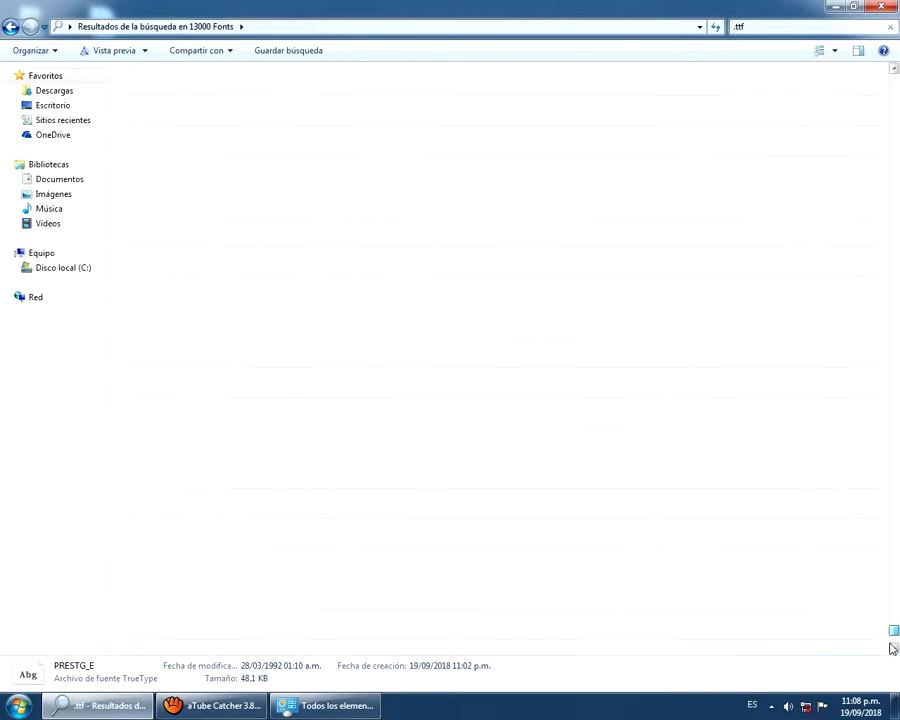 Resultados de la búsqueda en 13000 Fonts
.ttf
Organizar
Vista previa
Compartir con
Guardar búsqueda
Favoritos
Descargas
Escritorio
Sitios recientes
OneDrive
Bibliotecas
Documentos
Imágenes
Música
Vídeos
Equipo
Disco local (C:)
Red
Abg
PRESTG_E
Fecha de modifica... 28/03/1992 01:10 a.m.
Fecha de creación: 19/09/2018 11:02 p.m.
Archivo de fuente TrueType
Tamaño: 48.1 KB
.ttf - Resultados d...
aTube Catcher 3.8...
Todos los elemen...
ES
11:08 p.m.
19/09/2018